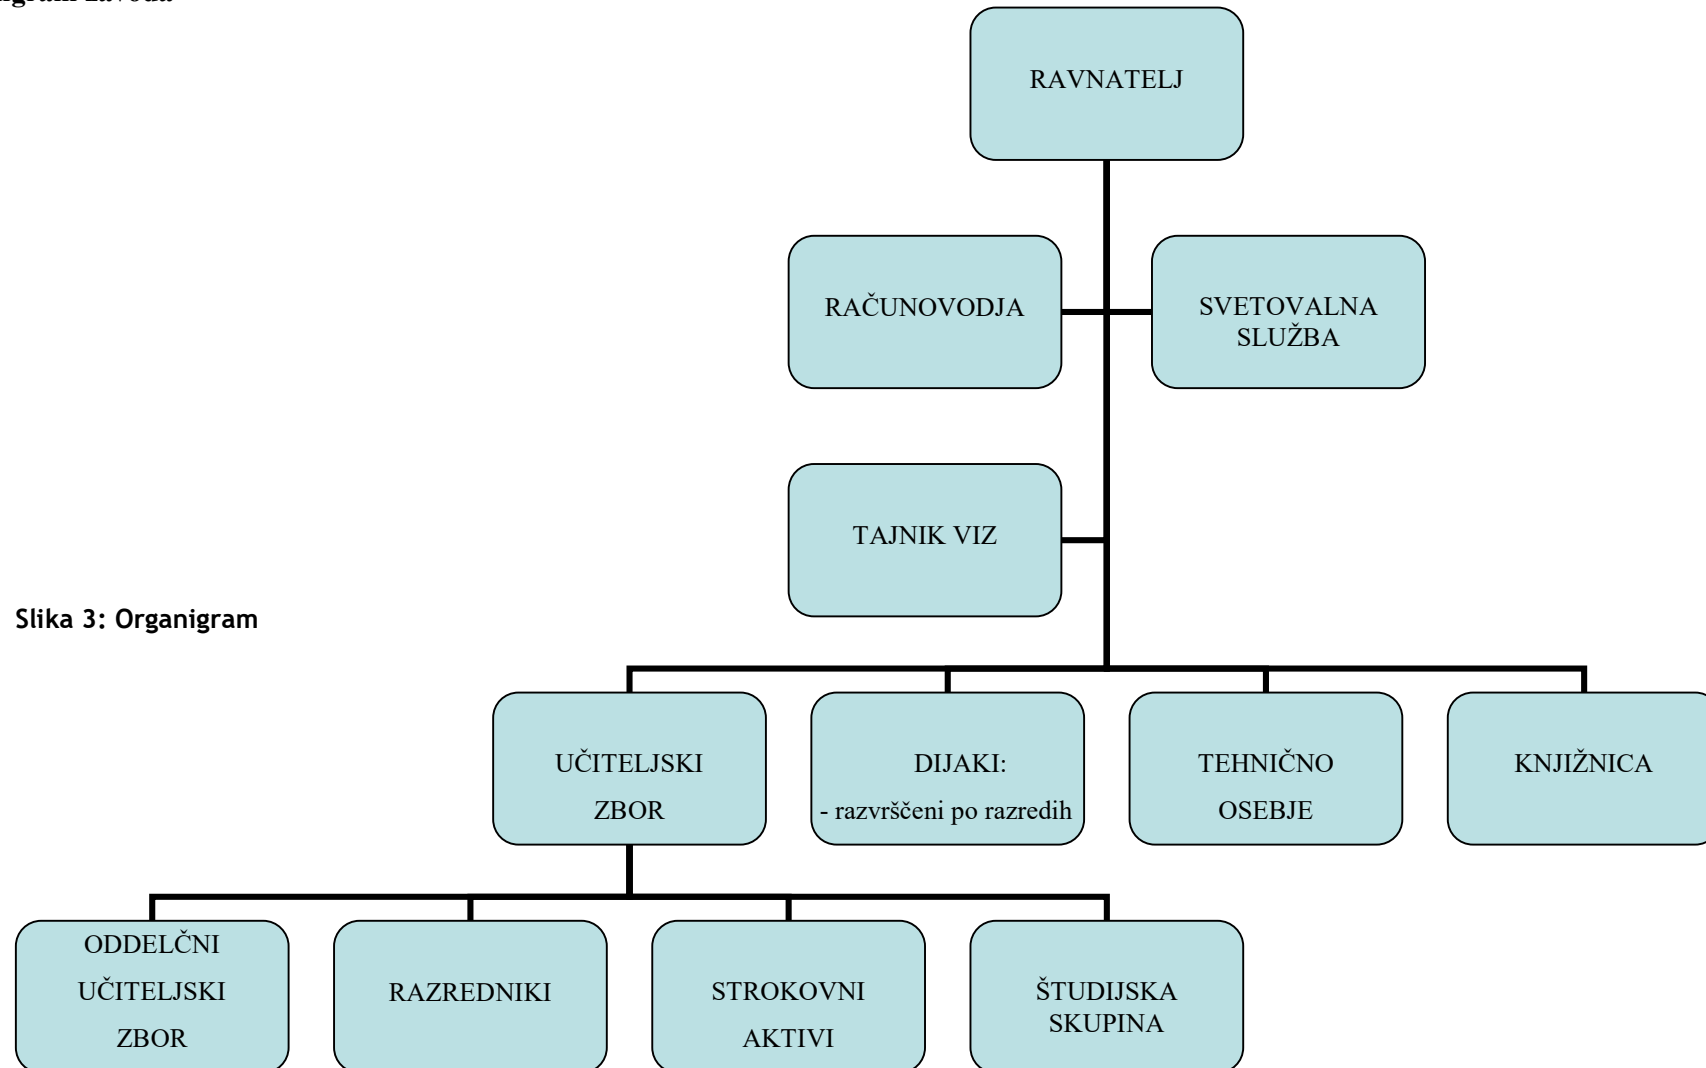 RAVNATELJ
RAČUNOVODJA
SVETOVALNA
SLUŽBA
TAJNIK VIZ
Slika 3: Organigram
UČITELJSKI
ZBOR
DIJAKI:
- razvrščeni po razredih
TEHNIČNO
OSEBJE
KNJIŽNICA
ODDELČNI
UČITELJSKI
ZBOR
RAZREDNIKI
STROKOVNI
AKTIVI
ŠTUDIJSKA
SKUPINA